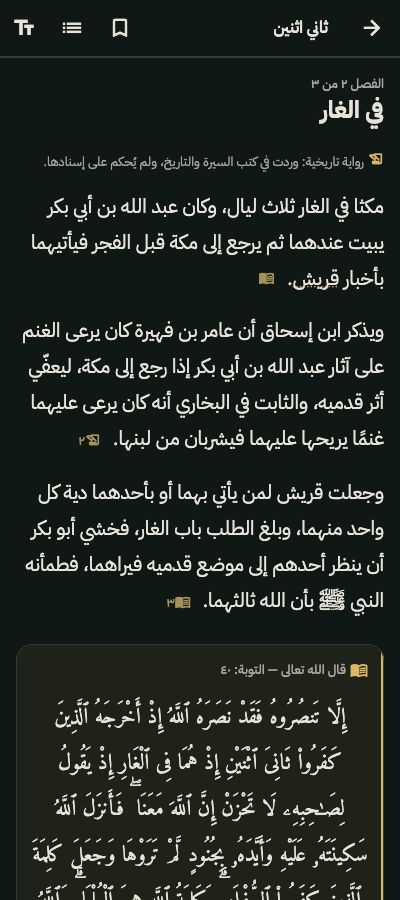 ثاني اثنين
الفصل ٢ من ٣
في الغار
رواية تاريخية: وردت في كتب السيرة والتاريخ، ولم يُحكم على إسنادها.
مكثا في الغار ثلاث ليال، وكان عبد الله بن أبي بكر
يبيت عندهما ثم يرجع إلى مكة قبل الفجر فيأتيهما
بأخبار قريش.
ويذكر ابن إسحاق أن عامر بن فهيرة كان يرعى الغنم
على آثار عبد الله بن أبي بكر إذا رجع إلى مكة، ليعفّي
أثر قدميه، والثابت في البخاري أنه كان يرعى عليهما
غنمًا يريحها عليهما فيشربان من لبنها. ٢
وجعلت قريش لمن يأتي بهما أو بأحدهما دية كل
واحد منهما، وبلغ الطلب باب الغار، فخشي أبو بكر
أن ينظر أحدهم إلى موضع قدميه فيراهما، فطمأنه
النبي ﷺ بأن الله ثالثهما. ٣
قال الله تعالى — التوبة: ٤٠
إِلَّا تَنصُرُوهُ فَقَدْ نَصَرَهُ ٱللَّهُ إِذْ أَخْرَجَهُ ٱلَّذِينَ
كَفَرُوا۟ ثَانِىَ ٱثْنَيْنِ إِذْ هُمَا فِى ٱلْغَارِ إِذْ يَقُولُ
لِصَـٰحِبِهِۦ لَا تَحْزَنْ إِنَّ ٱللَّهَ مَعَنَا ۖ فَأَنزَلَ ٱللَّهُ
سَكِينَتَهُۥ عَلَيْهِ وَأَيَّدَهُۥ بِجُنُودٍ لَّمْ تَرَوْهَا وَجَعَلَ كَلِمَةَ